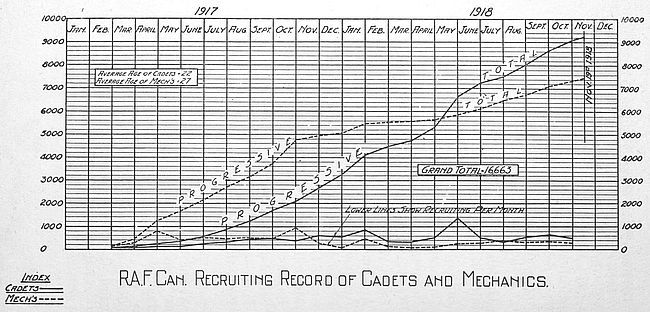 1917 1918
10000 JAN. FEB. MAR. APRIL MAY JUNE JULY AUG. SEPT. OCT. NOV. DEC. JAN. FEB. MAR. APRIL MAY JUNE JULY AUG. SEPT. OCT. NOV. DEC. 10000
9000 9000
8000 8000
7000 7000
6000 6000
5000 5000
4000 4000
3000 3000
2000 2000
1000 1000
0 0
AVERAGE AGE OF CADETS = 22
AVERAGE AGE OF MECH'S = 27
PROGRESSIVE TOTAL
PROGRESSIVE TOTAL
NOV. 1918
GRAND TOTAL = 16,663
LOWER LINES SHOW RECRUITING PER MONTH
INDEX
CADETS
MECH'S
R.A.F. CAN. RECRUITING RECORD OF CADETS AND MECHANICS.